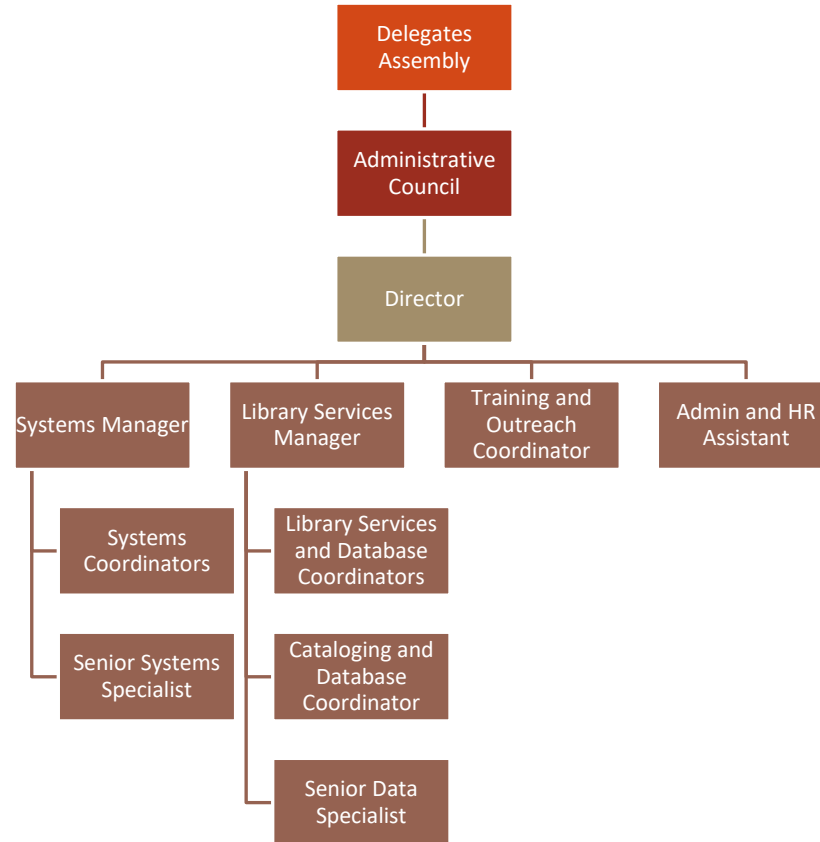 Delegates
Assembly
Administrative
Council
Director
Systems Manager
Library Services
Manager
Training and
Outreach
Coordinator
Admin and HR
Assistant
Systems
Coordinators
Library Services
and Database
Coordinators
Senior Systems
Specialist
Cataloging and
Database
Coordinator
Senior Data
Specialist